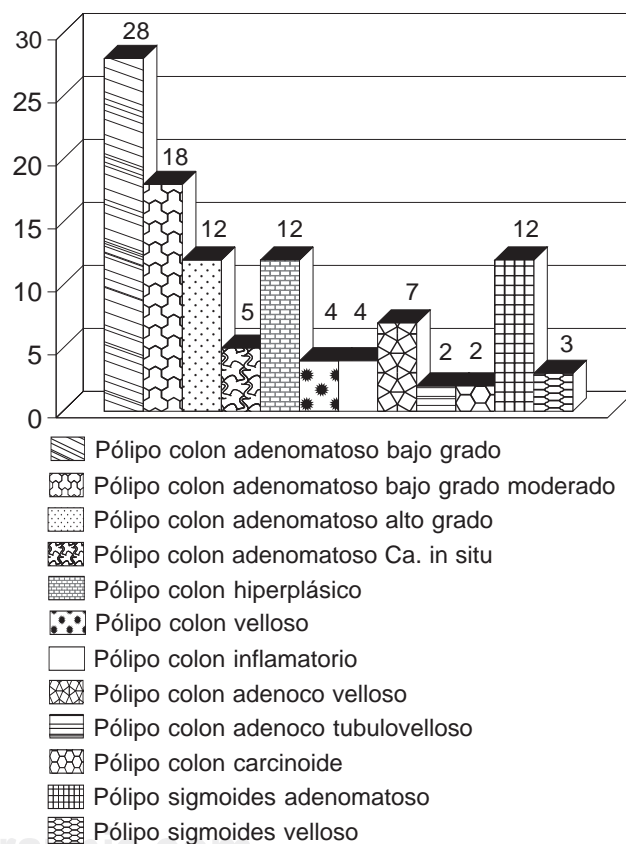 30
25
20
15
10
5
0
28
18
12
5
12
4 4
7
2 2
12
3
Pólipo colon adenomatoso bajo grado
Pólipo colon adenomatoso bajo grado moderado
Pólipo colon adenomatoso alto grado
Pólipo colon adenomatoso Ca. in situ
Pólipo colon hiperplásico
Pólipo colon velloso
Pólipo colon inflamatorio
Pólipo colon adenoco velloso
Pólipo colon adenoco tubulovelloso
Pólipo colon carcinoide
Pólipo sigmoides adenomatoso
Pólipo sigmoides velloso